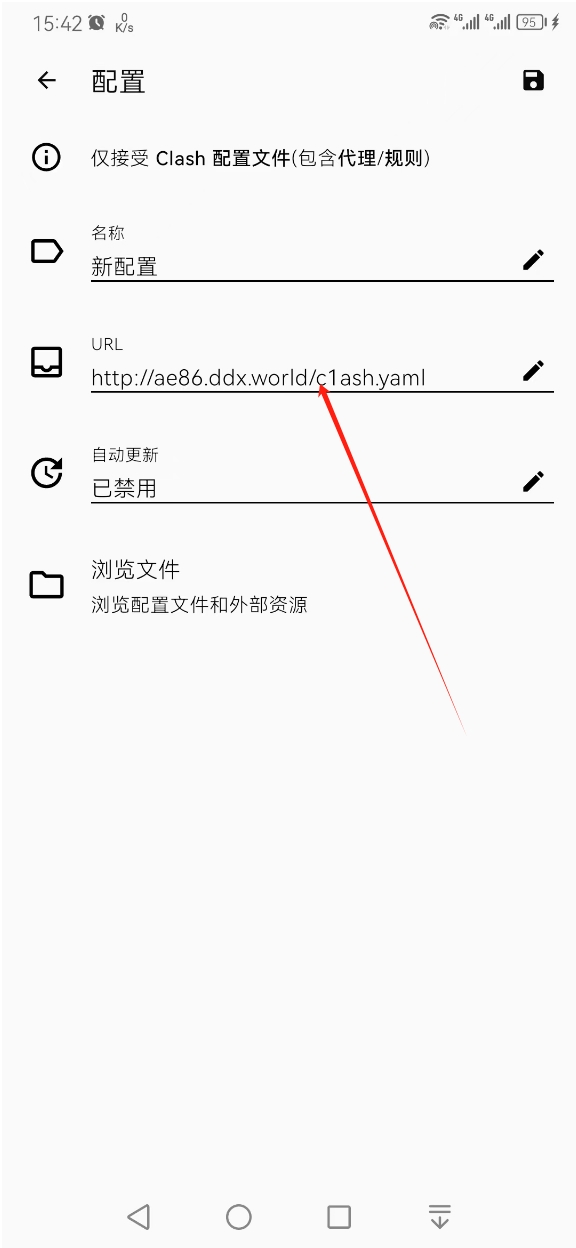 15:42 0 K/s 4G 4G 95
配置
仅接受 Clash 配置文件(包含代理/规则)
名称
新配置
URL
http://ae86.ddx.world/c1ash.yaml
自动更新
已禁用
浏览文件
浏览配置文件和外部资源